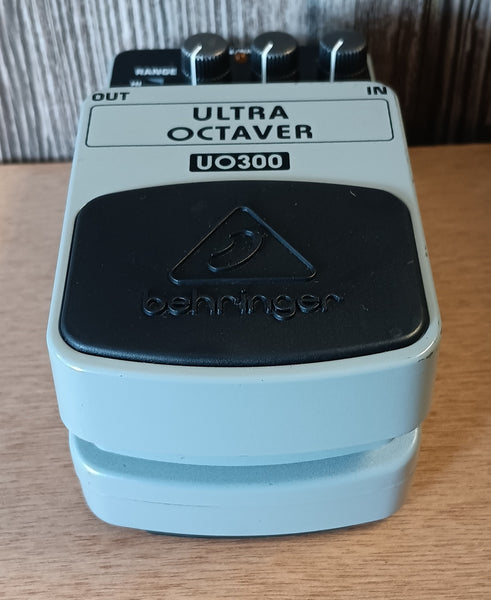 RANGE
OUT
IN
ULTRA
OCTAVER
UO300
behringer